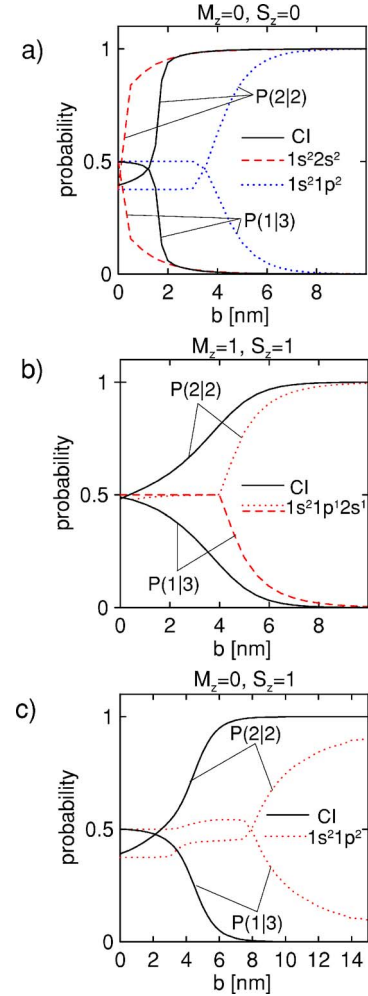 M_z=0, S_z=0
a)
1
P(2|2)
CI
0.5
1s²2s²
1s²1p²
P(1|3)
probability
0
0 2 4 6 8
b [nm]
M_z=1, S_z=1
b)
1
P(2|2)
CI
0.5
1s²1p¹2s¹
P(1|3)
probability
0
0 2 4 6 8
b [nm]
M_z=0, S_z=1
c)
1
P(2|2)
CI
0.5
1s²1p²
P(1|3)
probability
0
0 2 4 6 8 10 12 14
b [nm]